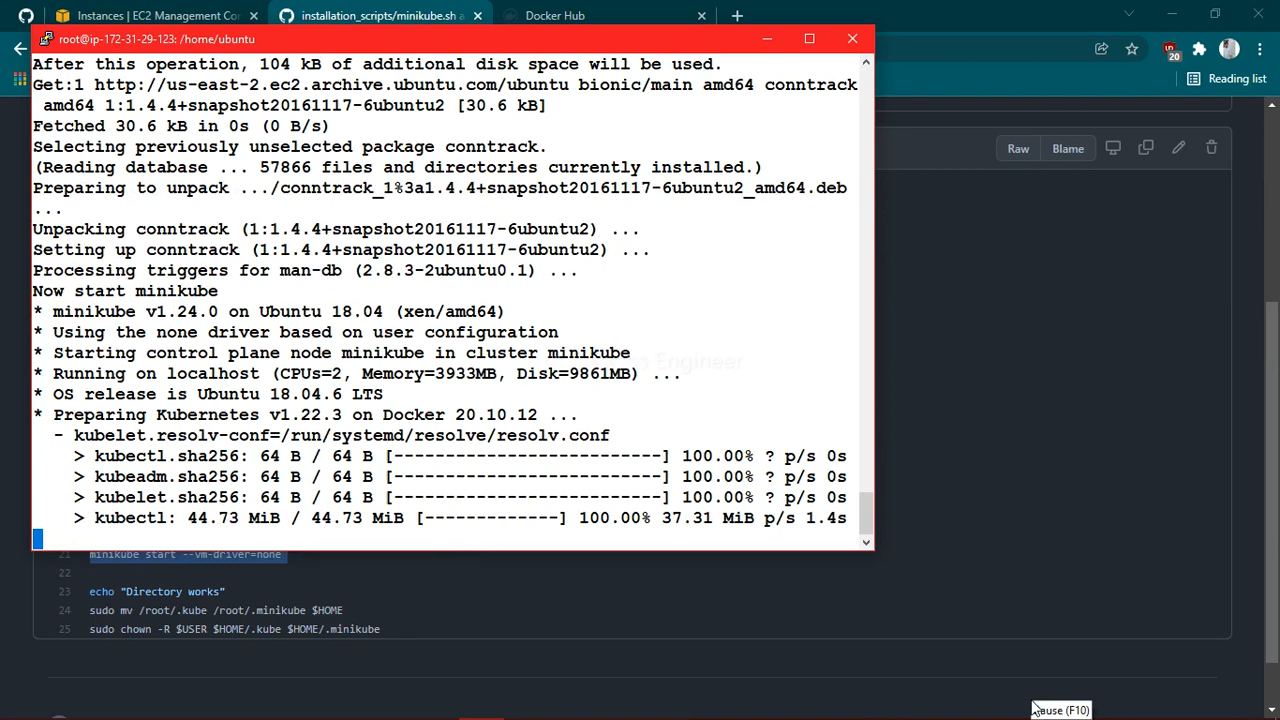 Instances | EC2 Management Con
installation_scripts/minikube.sh a
Docker Hub
root@ip-172-31-29-123: /home/ubuntu
20
Reading list
After this operation, 104 kB of additional disk space will be used.
Get:1 http://us-east-2.ec2.archive.ubuntu.com/ubuntu bionic/main amd64 conntrack
amd64 1:1.4.4+snapshot20161117-6ubuntu2 [30.6 kB]
Fetched 30.6 kB in 0s (0 B/s)
Selecting previously unselected package conntrack.
(Reading database ... 57866 files and directories currently installed.)
Preparing to unpack .../conntrack_1%3a1.4.4+snapshot20161117-6ubuntu2_amd64.deb
...
Unpacking conntrack (1:1.4.4+snapshot20161117-6ubuntu2) ...
Setting up conntrack (1:1.4.4+snapshot20161117-6ubuntu2) ...
Processing triggers for man-db (2.8.3-2ubuntu0.1) ...
Now start minikube
* minikube v1.24.0 on Ubuntu 18.04 (xen/amd64)
* Using the none driver based on user configuration
* Starting control plane node minikube in cluster minikube
* Running on localhost (CPUs=2, Memory=3933MB, Disk=9861MB) ...
* OS release is Ubuntu 18.04.6 LTS
* Preparing Kubernetes v1.22.3 on Docker 20.10.12 ...
- kubelet.resolv-conf=/run/systemd/resolve/resolv.conf
> kubectl.sha256: 64 B / 64 B [--------------------------] 100.00% ? p/s 0s
> kubeadm.sha256: 64 B / 64 B [--------------------------] 100.00% ? p/s 0s
> kubelet.sha256: 64 B / 64 B [--------------------------] 100.00% ? p/s 0s
> kubectl: 44.73 MiB / 44.73 MiB [-------------] 100.00% 37.31 MiB p/s 1.4s
Raw
Blame
Engineer
21 minikube start --vm-driver=none
22
23 echo "Directory works"
24 sudo mv /root/.kube /root/.minikube $HOME
25 sudo chown -R $USER $HOME/.kube $HOME/.minikube
ause (F10)